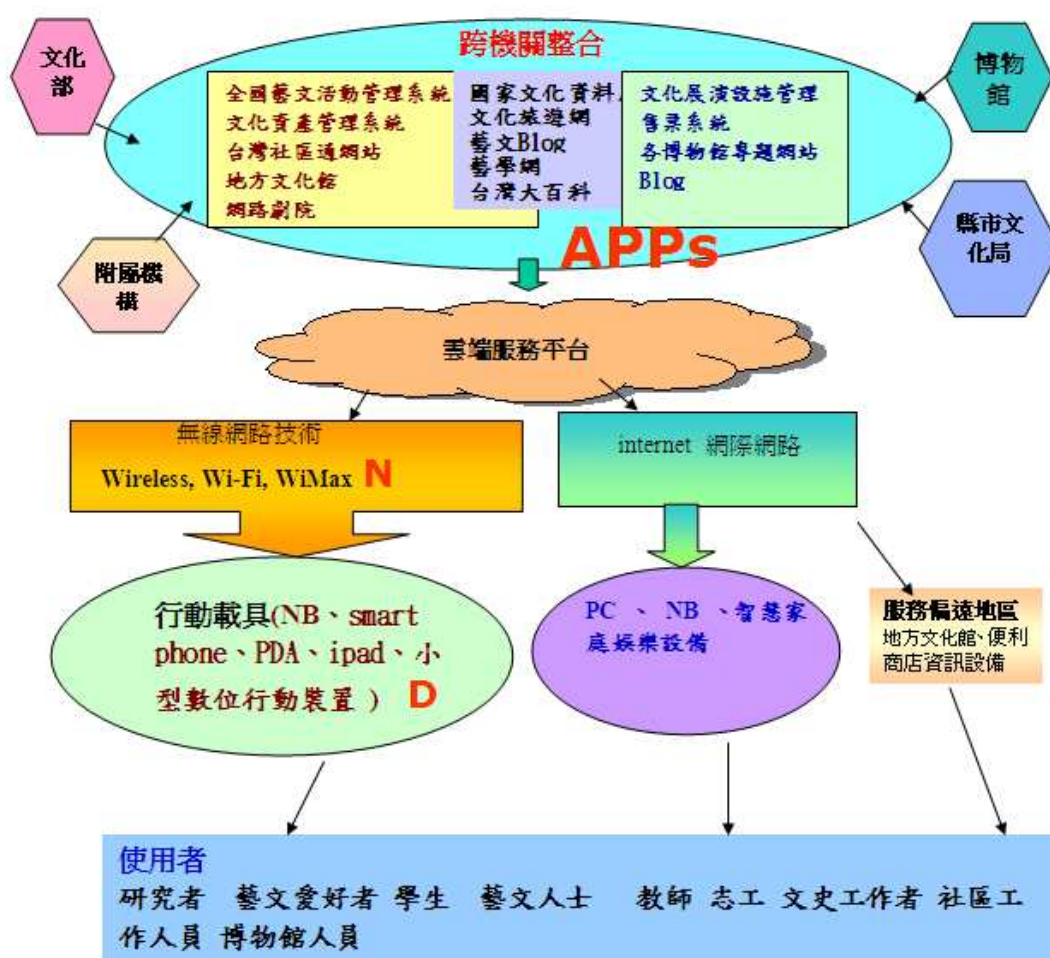 跨機關整合
文化
部
博物
館
全國藝文活動管理系統
文化資產管理系統
台灣社區通網站
地方文化館
網路劇院
國家文化資料
文化旅遊網
藝文Blog
藝學網
台灣大百科
文化展演設施管理
售票系統
各博物館專題網站
Blog
附屬機
構
縣市文
化局
APPs
雲端服務平台
無線網路技術
Wireless, Wi-Fi, WiMax N
internet 網際網路
行動載具(NB、smart
phone、PDA、ipad、小
型數位行動裝置 ) D
PC 、 NB 、智慧家
庭娛樂設備
服務偏遠地區
地方文化館、便利
商店資訊設備
使用者
研究者 藝文愛好者 學生 藝文人士 教師 志工 文史工作者 社區工
作人員 博物館人員